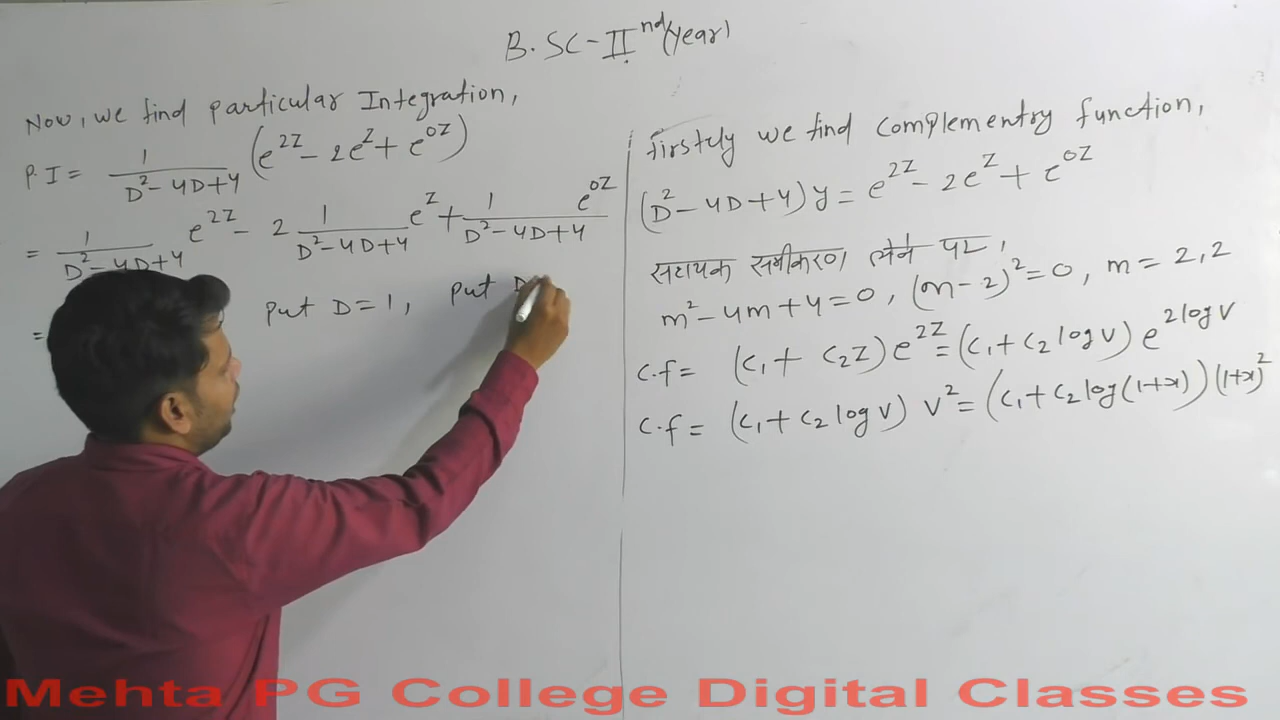 B.SC-IInd(year)
Now, we find particular Integration,
P.I = 1/(D²-4D+4) (e^2Z - 2e^Z + e^0Z)
= 1/(D²-4D+4) e^2Z - 2 1/(D²-4D+4) e^Z + 1/(D²-4D+4) e^0Z
= put D=1, put D
firstely we find complementry function,
(D²-4D+4)y = e^2Z - 2e^Z + e^0Z
सहायक समीकरण लेने पर,
m²-4m+4=0, (m-2)²=0, m=2,2
C.f = (C₁+ C₂Z)e^2Z = (C₁+C₂ log v) e^2logv
C.f = (C₁+C₂ log v) v² = (C₁+C₂ log(1+x))(1+x)²
Mehta PG College Digital Classes